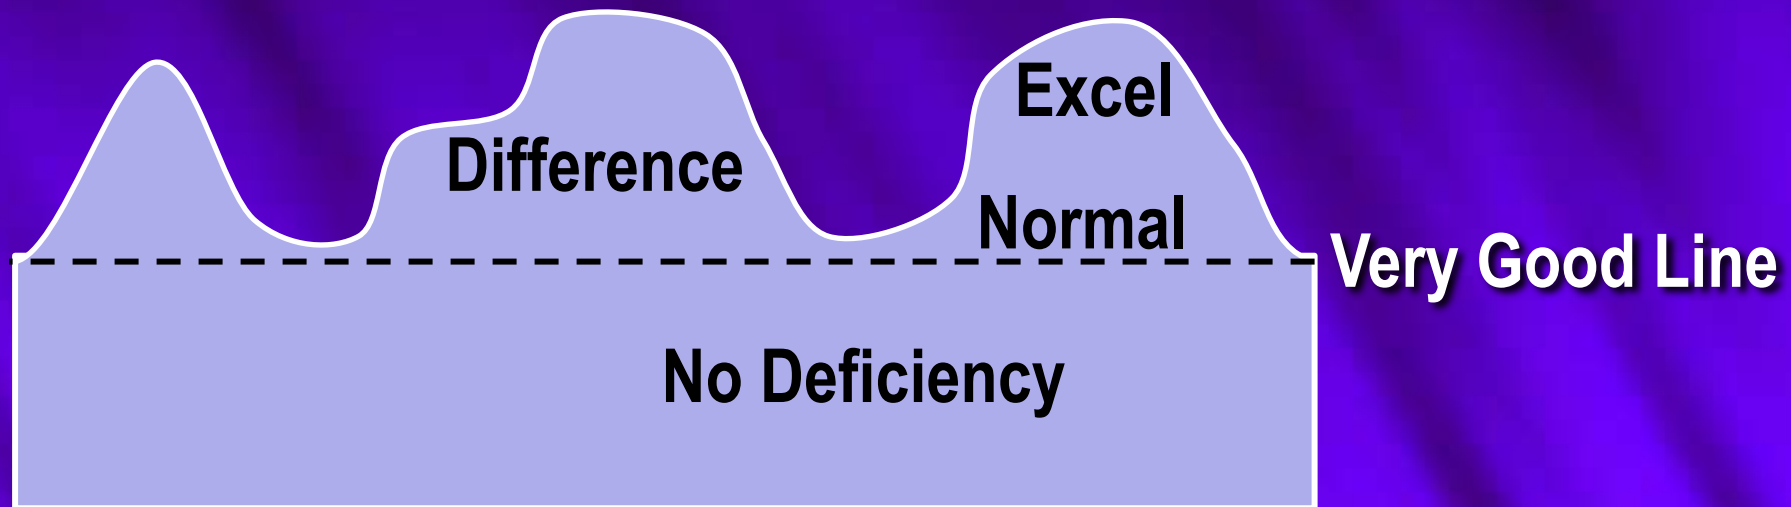 Excel
Difference
Normal
Very Good Line
No Deficiency